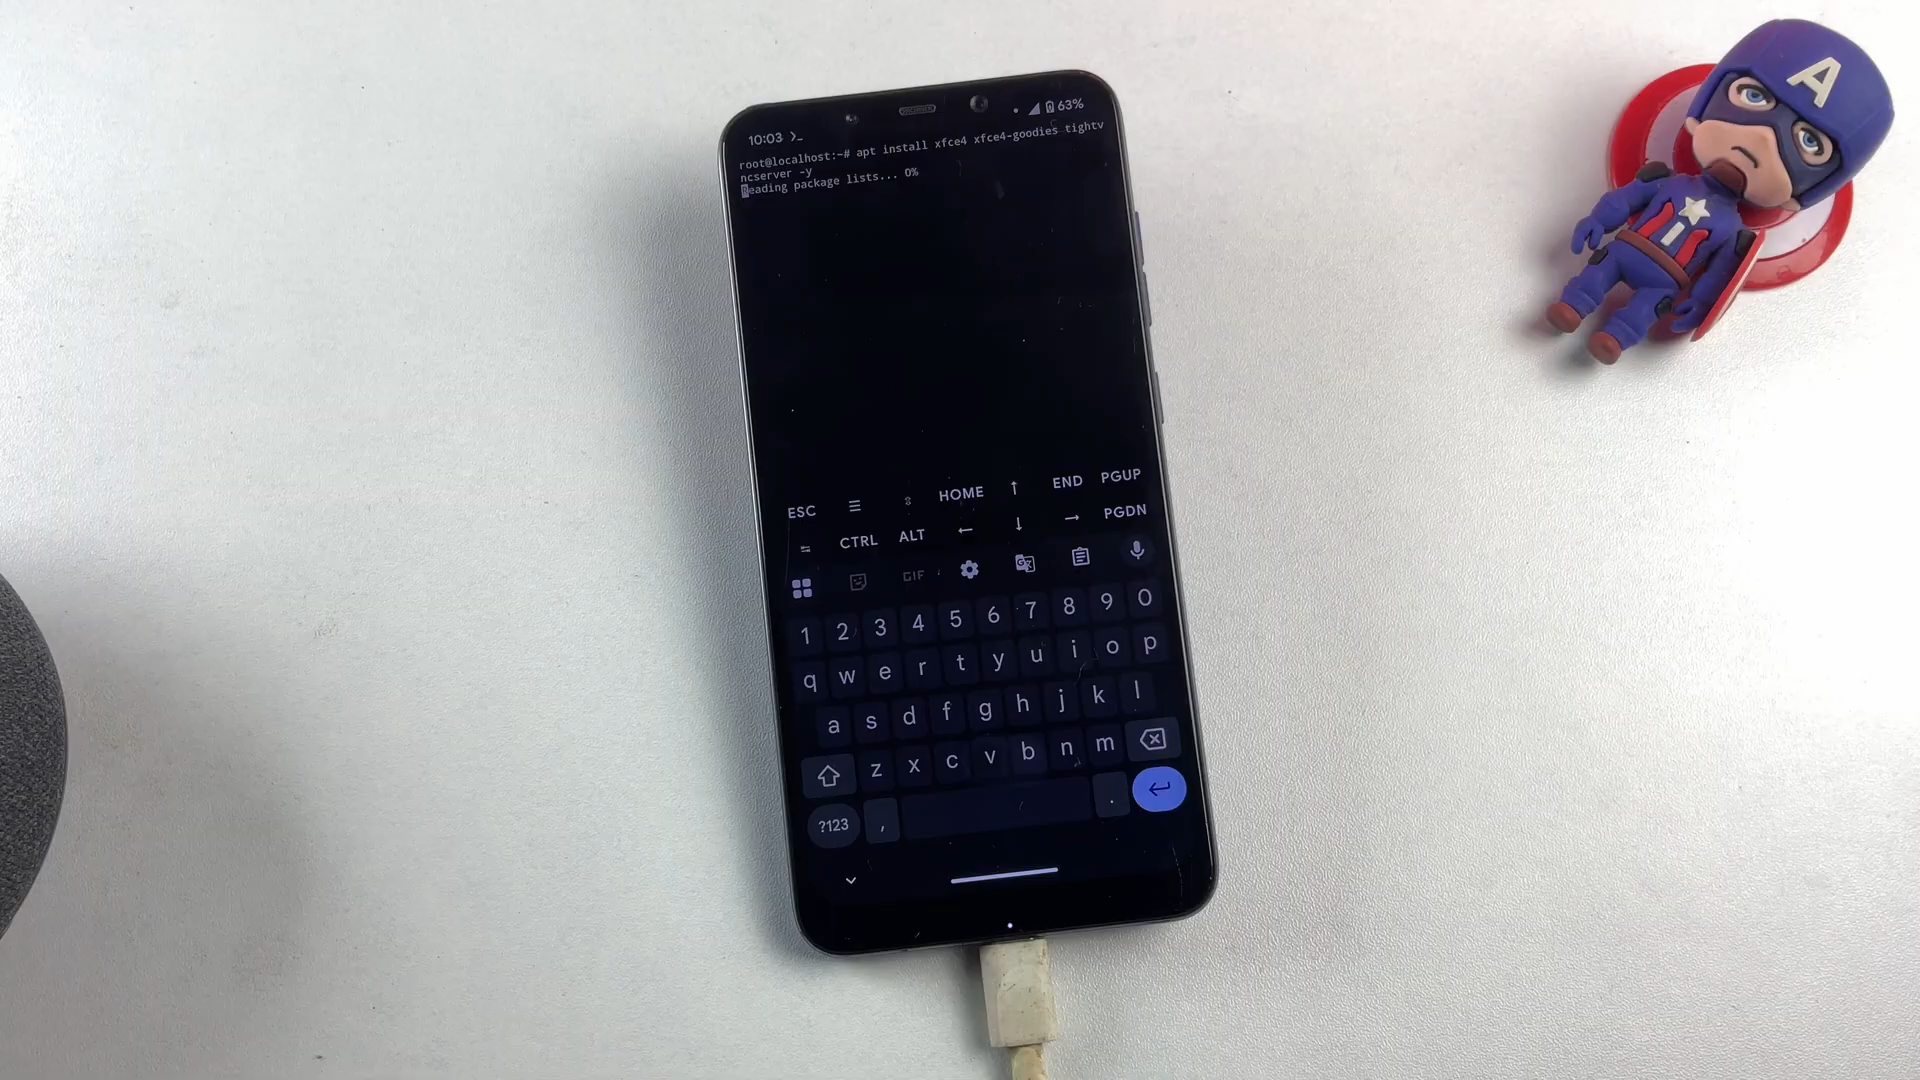 10:03 >_ 63%
root@localhost:~# apt install xfce4 xfce4-goodies tightv
ncserver -y
Reading package lists... 0%
ESC HOME ↑ END PGUP
CTRL ALT ← ↓ → PGDN
GIF
1 2 3 4 5 6 7 8 9 0
q w e r t y u i o p
a s d f g h j k l
z x c v b n m
?123 , .
A